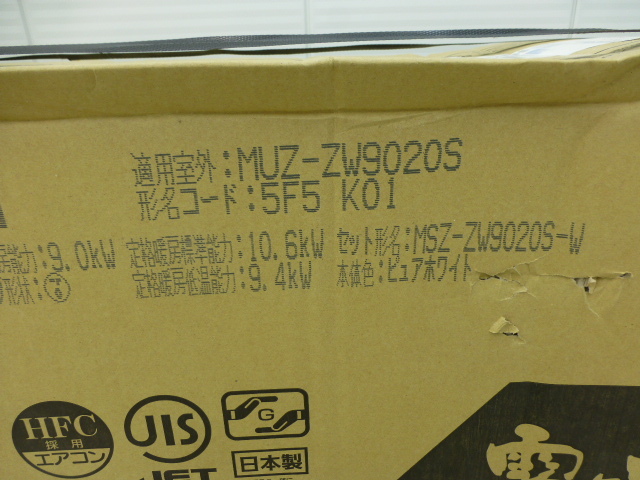 適用室外:MUZ-ZW9020S
形名コード:5F5 K01
房能力:9.0kW 定格暖房標準能力:10.6kW セット形名:MSZ-ZW9020S-W
形状: 定格暖房低温能力:9.4kW 本体色:ピュアホワイト
HFC
採用
エアコン
JIS
G
JET
日本製
霧